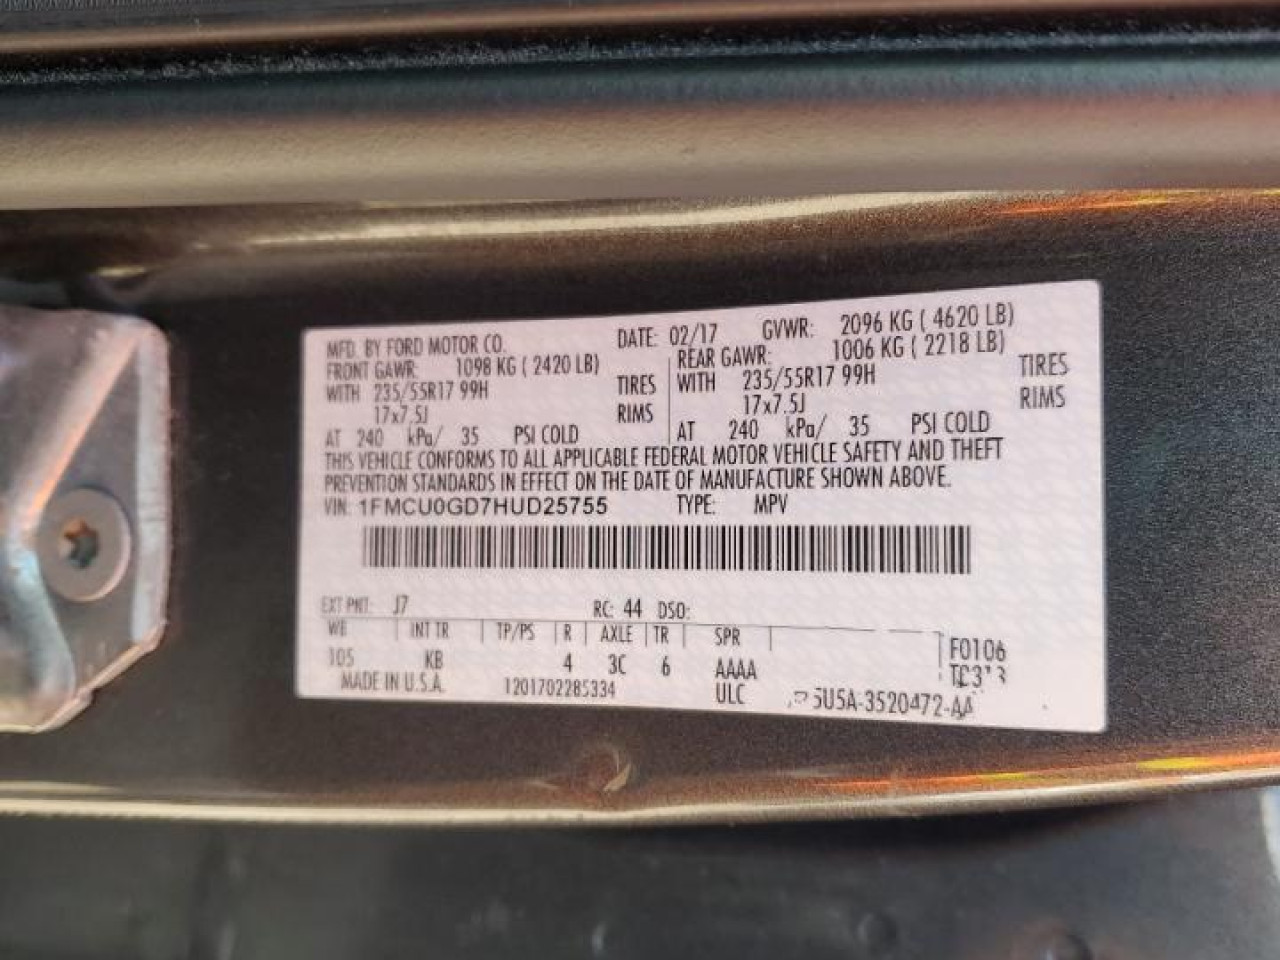 MFD. BY FORD MOTOR CO. DATE: 02/17 GVWR: 2096 KG ( 4620 LB)
FRONT GAWR: 1098 KG ( 2420 LB) REAR GAWR: 1006 KG ( 2218 LB)
WITH 235/55R17 99H TIRES WITH 235/55R17 99H TIRES
17x7.5J RIMS 17x7.5J RIMS
AT 240 kPa/ 35 PSI COLD AT 240 kPa/ 35 PSI COLD
THIS VEHICLE CONFORMS TO ALL APPLICABLE FEDERAL MOTOR VEHICLE SAFETY AND THEFT
PREVENTION STANDARDS IN EFFECT ON THE DATE OF MANUFACTURE SHOWN ABOVE.
VIN: 1FMCU0GD7HUD25755 TYPE: MPV
EXT PNT: J7 RC: 44 DSO:
WB INT TR TP/PS R AXLE TR SPR
105 KB 4 3C 6 AAAA F0106
MADE IN U.S.A. 1201702285334 ULC 5U5A-3520472-AA